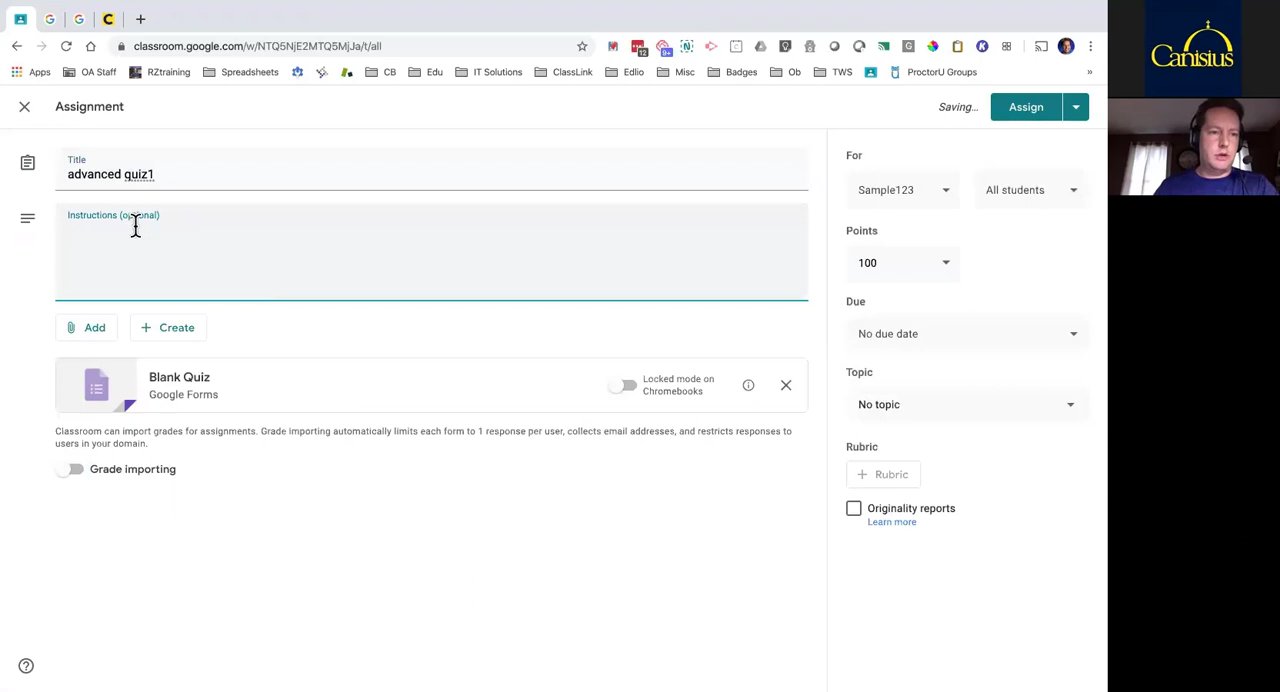 classroom.google.com/w/NTQ5NjE2MTQ5MjJa/t/all
12
9+
Apps
OA Staff
RZtraining
Spreadsheets
CB
Edu
IT Solutions
ClassLink
Edlio
Misc
Badges
Ob
TWS
ProctorU Groups
»
Canisius
Assignment
Saving...
Assign
Title
advanced quiz1
Instructions (optional)
Add
Create
Blank Quiz
Google Forms
Locked mode on
Chromebooks
Classroom can import grades for assignments. Grade importing automatically limits each form to 1 response per user, collects email addresses, and restricts responses to
users in your domain.
Grade importing
For
Sample123
All students
Points
100
Due
No due date
Topic
No topic
Rubric
+ Rubric
Originality reports
Learn more